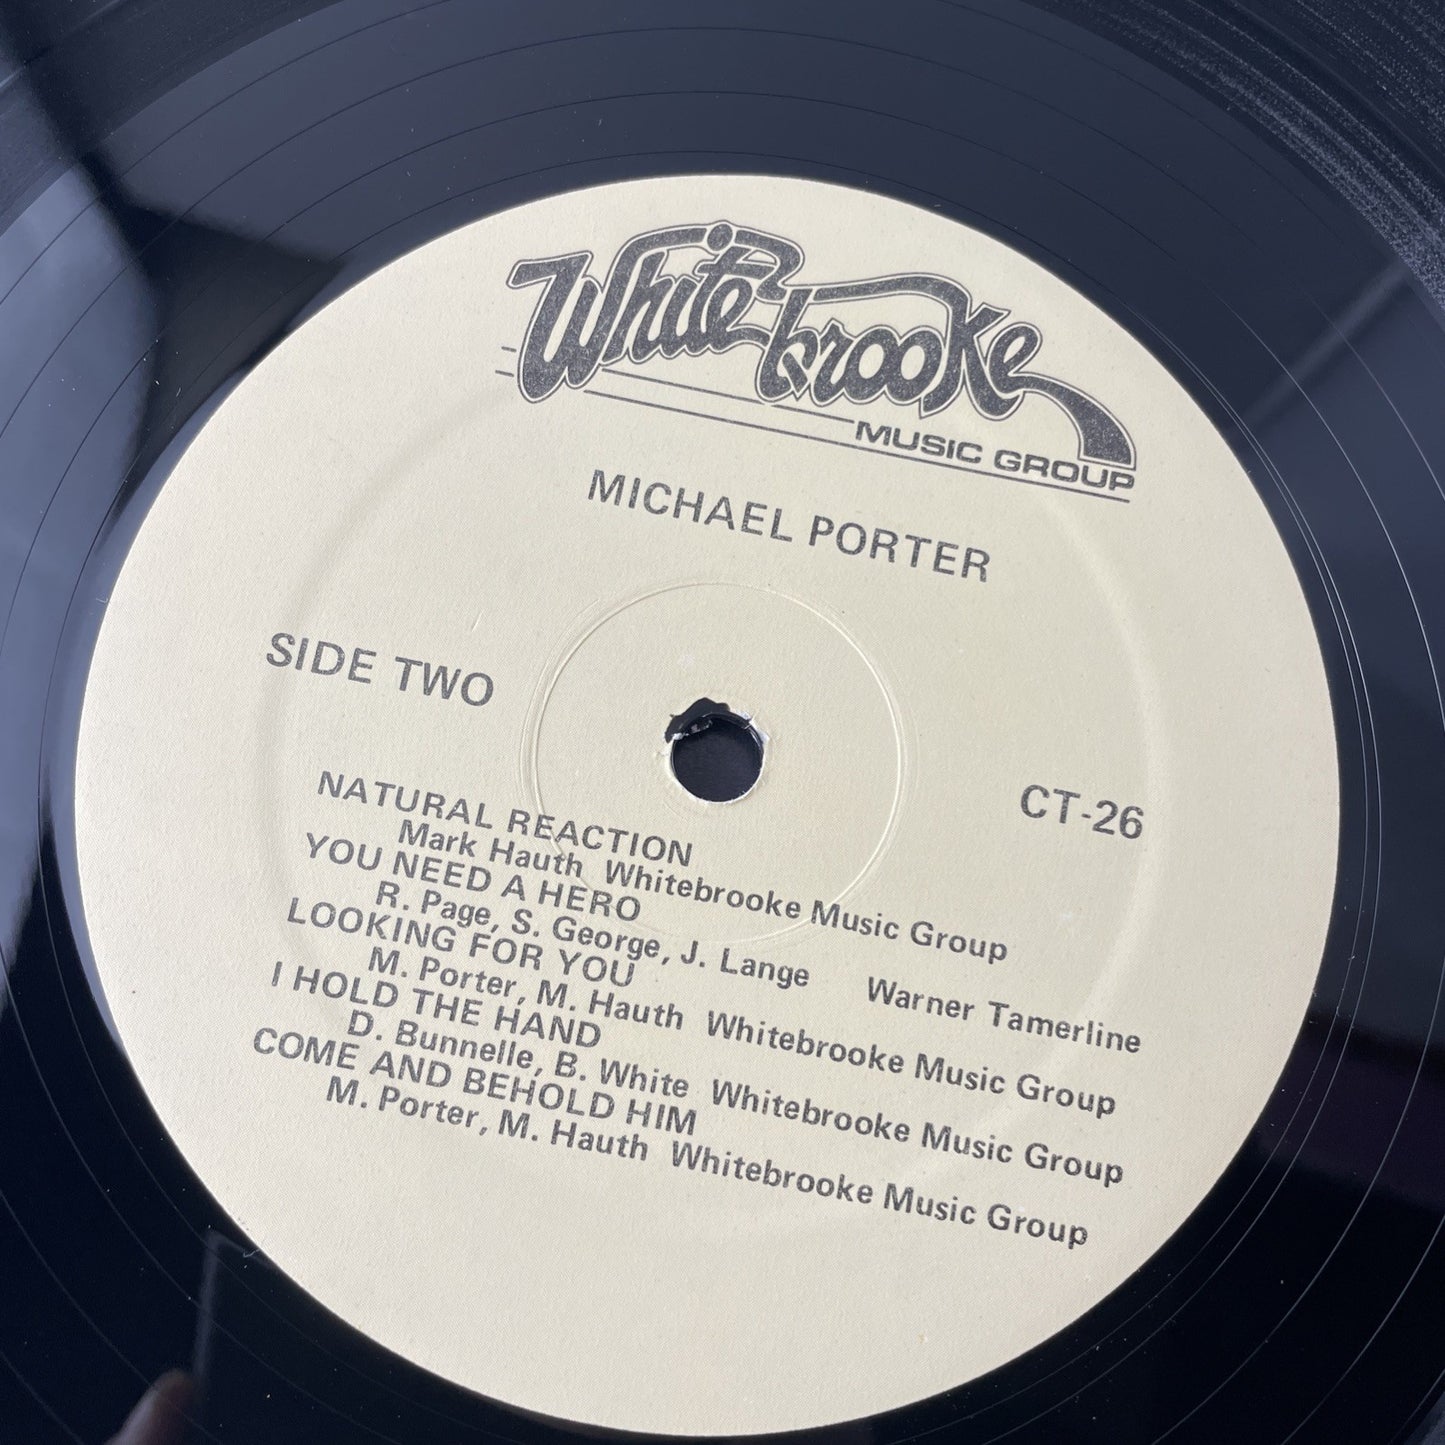 Whitebrooke
MUSIC GROUP
MICHAEL PORTER
SIDE TWO
CT-26
NATURAL REACTION
Mark Hauth Whitebrooke Music Group
YOU NEED A HERO
R. Page, S. George, J. Lange Warner Tamerline
LOOKING FOR YOU
M. Porter, M. Hauth Whitebrooke Music Group
I HOLD THE HAND
D. Bunnelle, B. White Whitebrooke Music Group
COME AND BEHOLD HIM
M. Porter, M. Hauth Whitebrooke Music Group